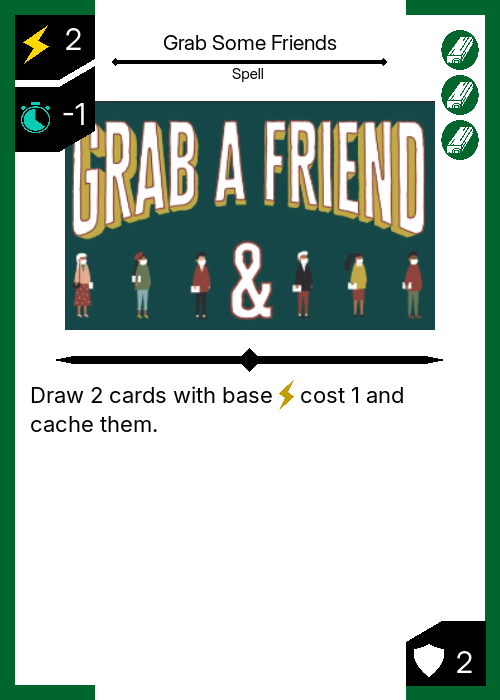 2
Grab Some Friends
Spell
-1
GRAB A FRIEND
&
Draw 2 cards with base cost 1 and
cache them.
2